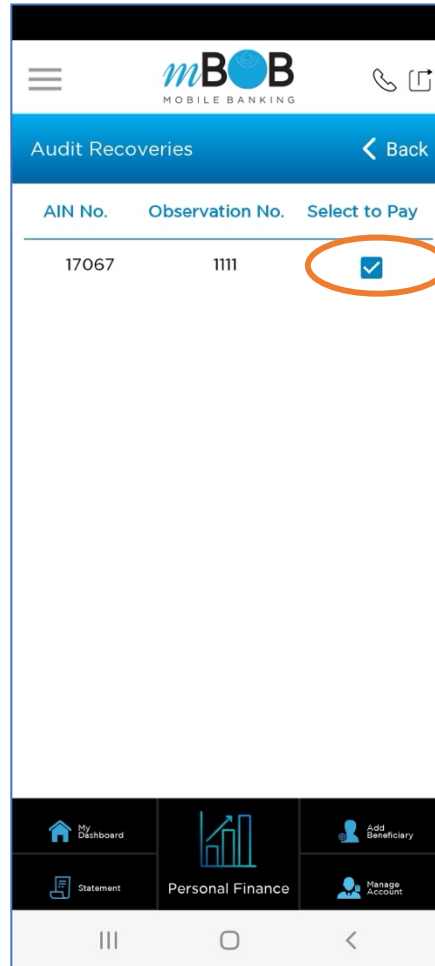 mBOB
MOBILE BANKING
Audit Recoveries
Back
AIN No. Observation No. Select to Pay
17067 1111
My Dashboard
Add Beneficiary
Statement
Personal Finance
Manage Account